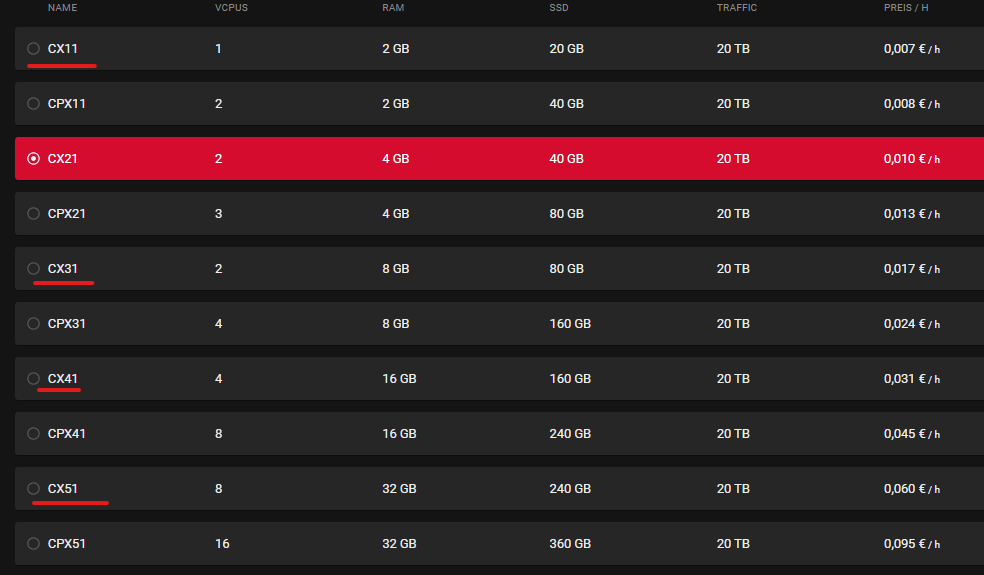 NAME VCPUS RAM SSD TRAFFIC PREIS / H
CX11 1 2 GB 20 GB 20 TB 0,007 € / h
CPX11 2 2 GB 40 GB 20 TB 0,008 € / h
CX21 2 4 GB 40 GB 20 TB 0,010 € / h
CPX21 3 4 GB 80 GB 20 TB 0,013 € / h
CX31 2 8 GB 80 GB 20 TB 0,017 € / h
CPX31 4 8 GB 160 GB 20 TB 0,024 € / h
CX41 4 16 GB 160 GB 20 TB 0,031 € / h
CPX41 8 16 GB 240 GB 20 TB 0,045 € / h
CX51 8 32 GB 240 GB 20 TB 0,060 € / h
CPX51 16 32 GB 360 GB 20 TB 0,095 € / h